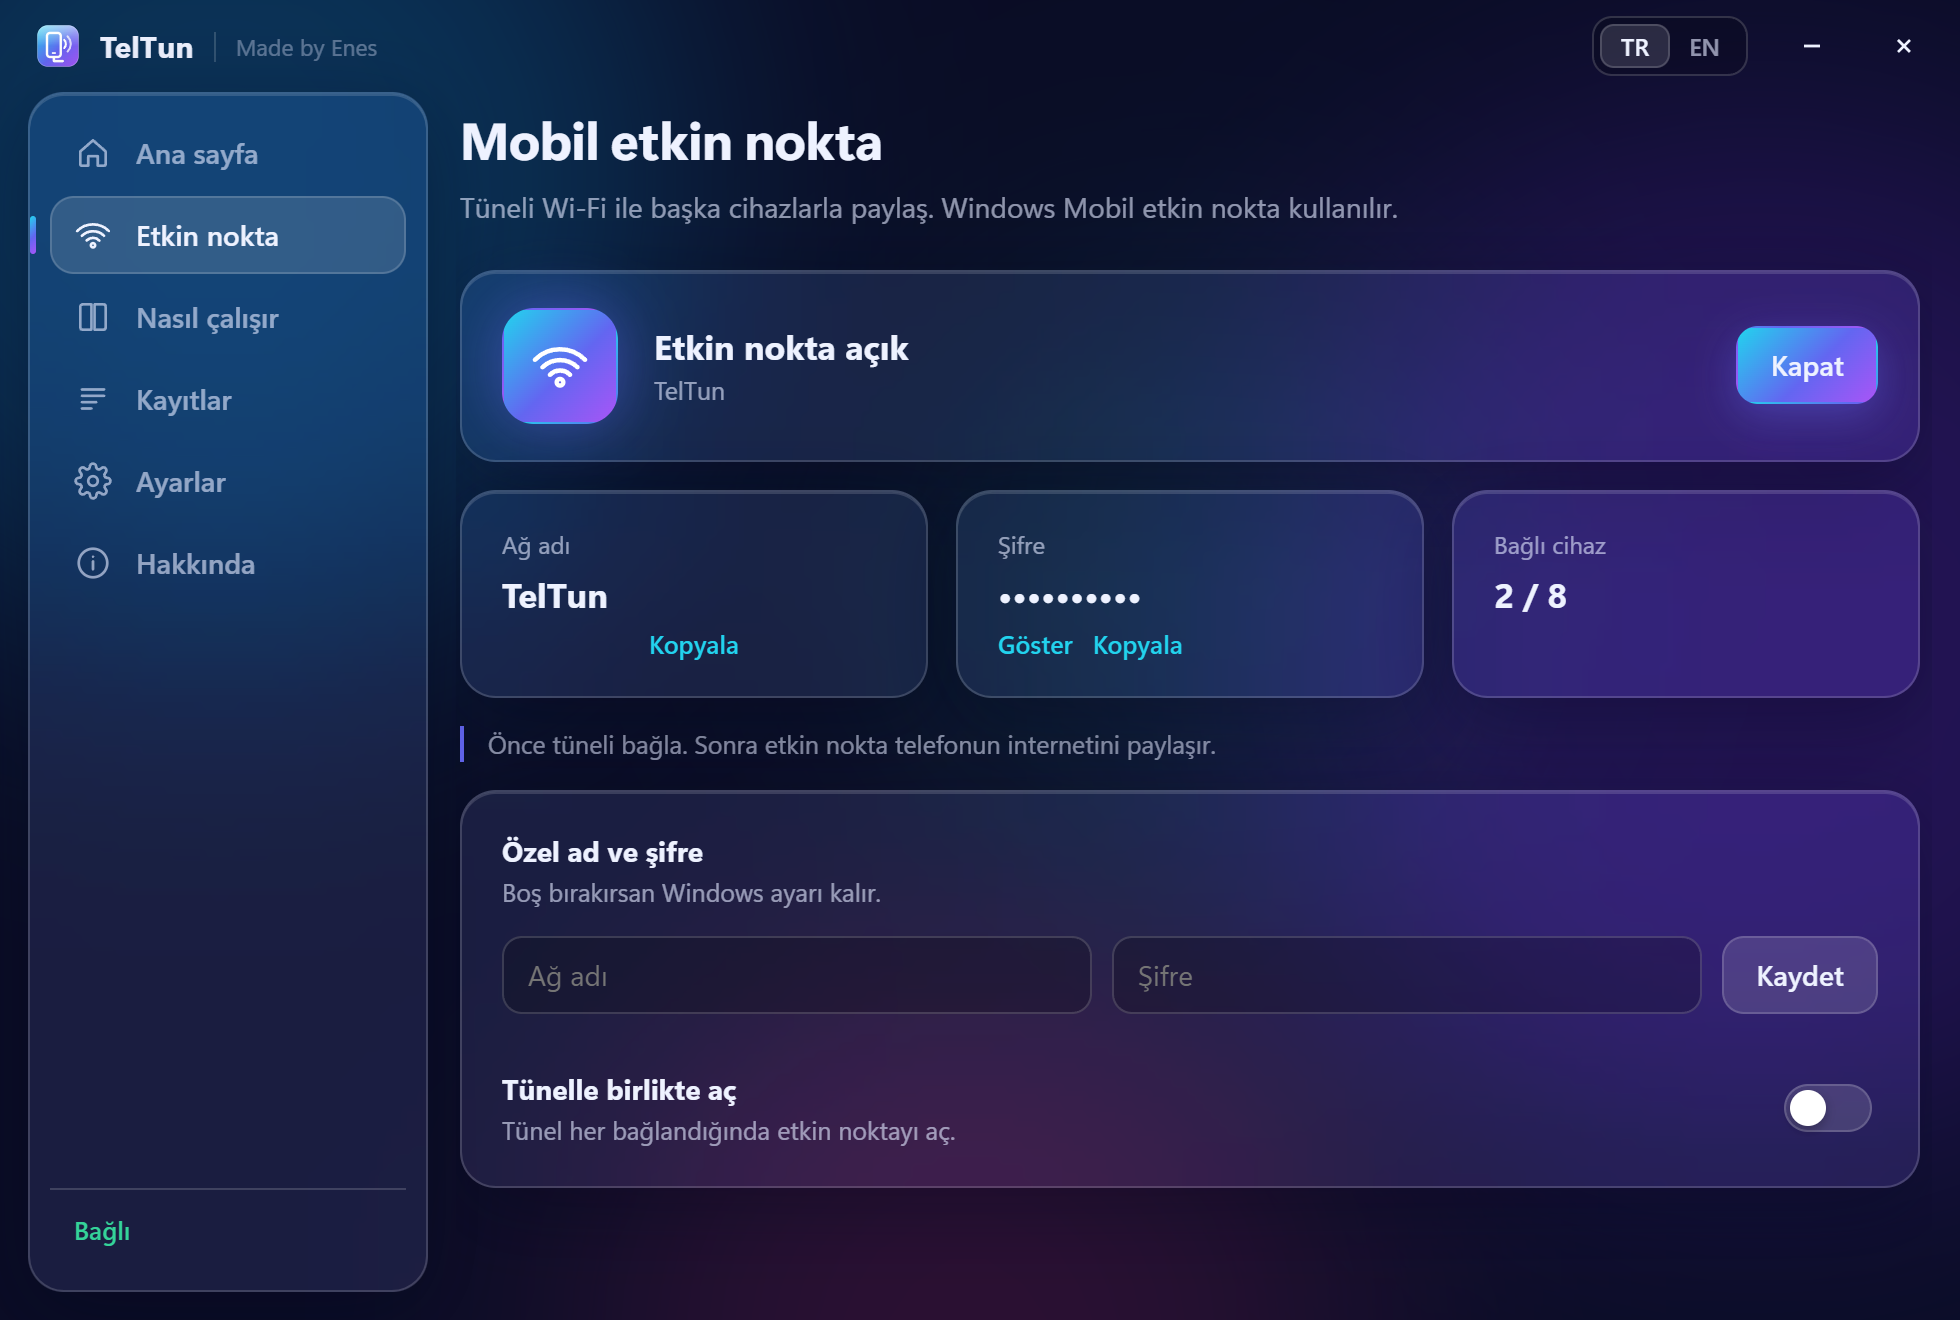 TelTun
Made by Enes
TR
EN
Ana sayfa
Etkin nokta
Nasıl çalışır
Kayıtlar
Ayarlar
Hakkında
Bağlı
Mobil etkin nokta
Tüneli Wi-Fi ile başka cihazlarla paylaş. Windows Mobil etkin nokta kullanılır.
Etkin nokta açık
TelTun
Kapat
Ağ adı
TelTun
Kopyala
Şifre
••••••••••
Göster Kopyala
Bağlı cihaz
2 / 8
Önce tüneli bağla. Sonra etkin nokta telefonun internetini paylaşır.
Özel ad ve şifre
Boş bırakırsan Windows ayarı kalır.
Ağ adı
Şifre
Kaydet
Tünelle birlikte aç
Tünel her bağlandığında etkin noktayı aç.